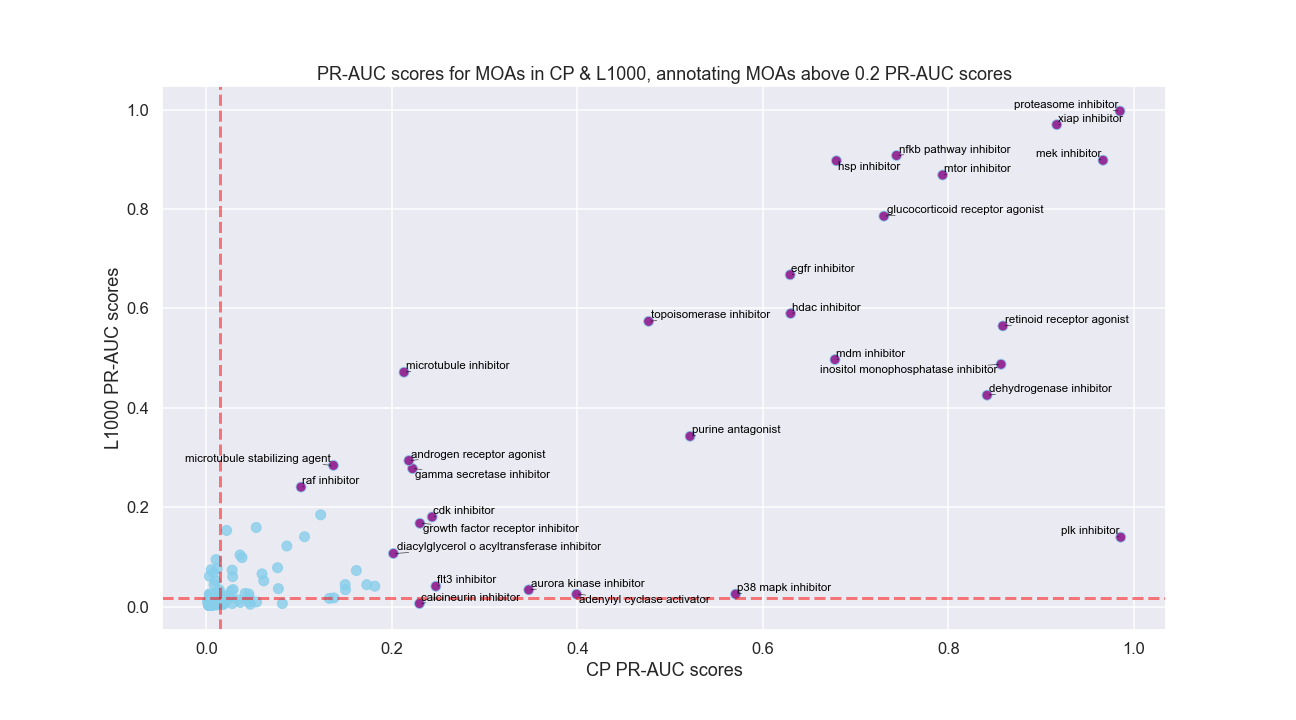 PR-AUC scores for MOAs in CP & L1000, annotating MOAs above 0.2 PR-AUC scores
1.0
0.8
0.6
0.4
0.2
0.0
L1000 PR-AUC scores
proteasome inhibitor
xiap inhibitor
nfkb pathway inhibitor
mek inhibitor
hsp inhibitor
mtor inhibitor
glucocorticoid receptor agonist
egfr inhibitor
hdac inhibitor
topoisomerase inhibitor
retinoid receptor agonist
mdm inhibitor
microtubule inhibitor
inositol monophosphatase inhibitor
dehydrogenase inhibitor
purine antagonist
androgen receptor agonist
microtubule stabilizing agent
gamma secretase inhibitor
raf inhibitor
cdk inhibitor
growth factor receptor inhibitor
plk inhibitor
diacylglycerol o acyltransferase inhibitor
flt3 inhibitor
aurora kinase inhibitor
p38 mapk inhibitor
calcineurin inhibitor
adenylyl cyclase activator
0.0
0.2
0.4
0.6
0.8
1.0
CP PR-AUC scores